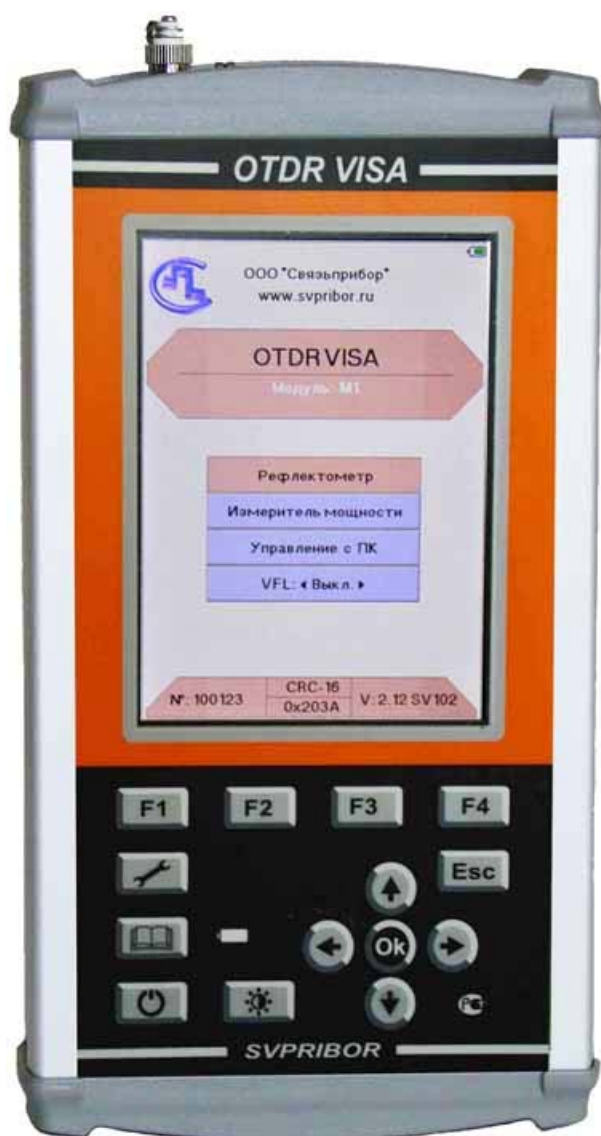 OTDR VISA
ООО "Связьприбор"
www.svpribor.ru
OTDR VISA
Модуль: M1
Рефлектометр
Измеритель мощности
Управление с ПК
VFL: ◂ Выкл. ▸
№: 100123
CRC-16
0x203A
V: 2.12 SV102
F1 F2 F3 F4
Esc
Ok
SVPRIBOR